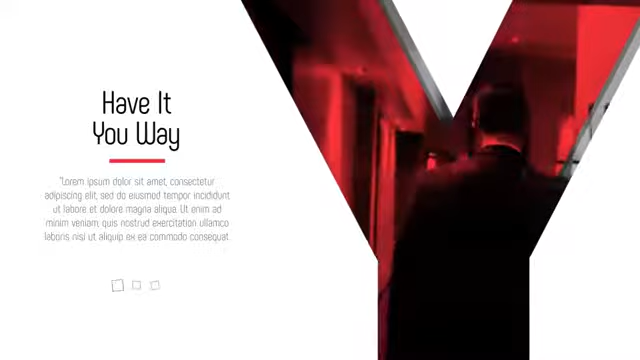 Have It
You Way
"Lorem ipsum dolor sit amet, consectetur
adipiscing elit, sed do eiusmod tempor incididunt
ut labore et dolore magna aliqua. Ut enim ad
minim veniam, quis nostrud exercitation ullamco
laboris nisi ut aliquip ex ea commodo consequat.
Y